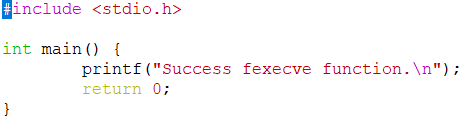 #include <stdio.h>
int main() {
        printf("Success fexecve function.\n");
        return 0;
}